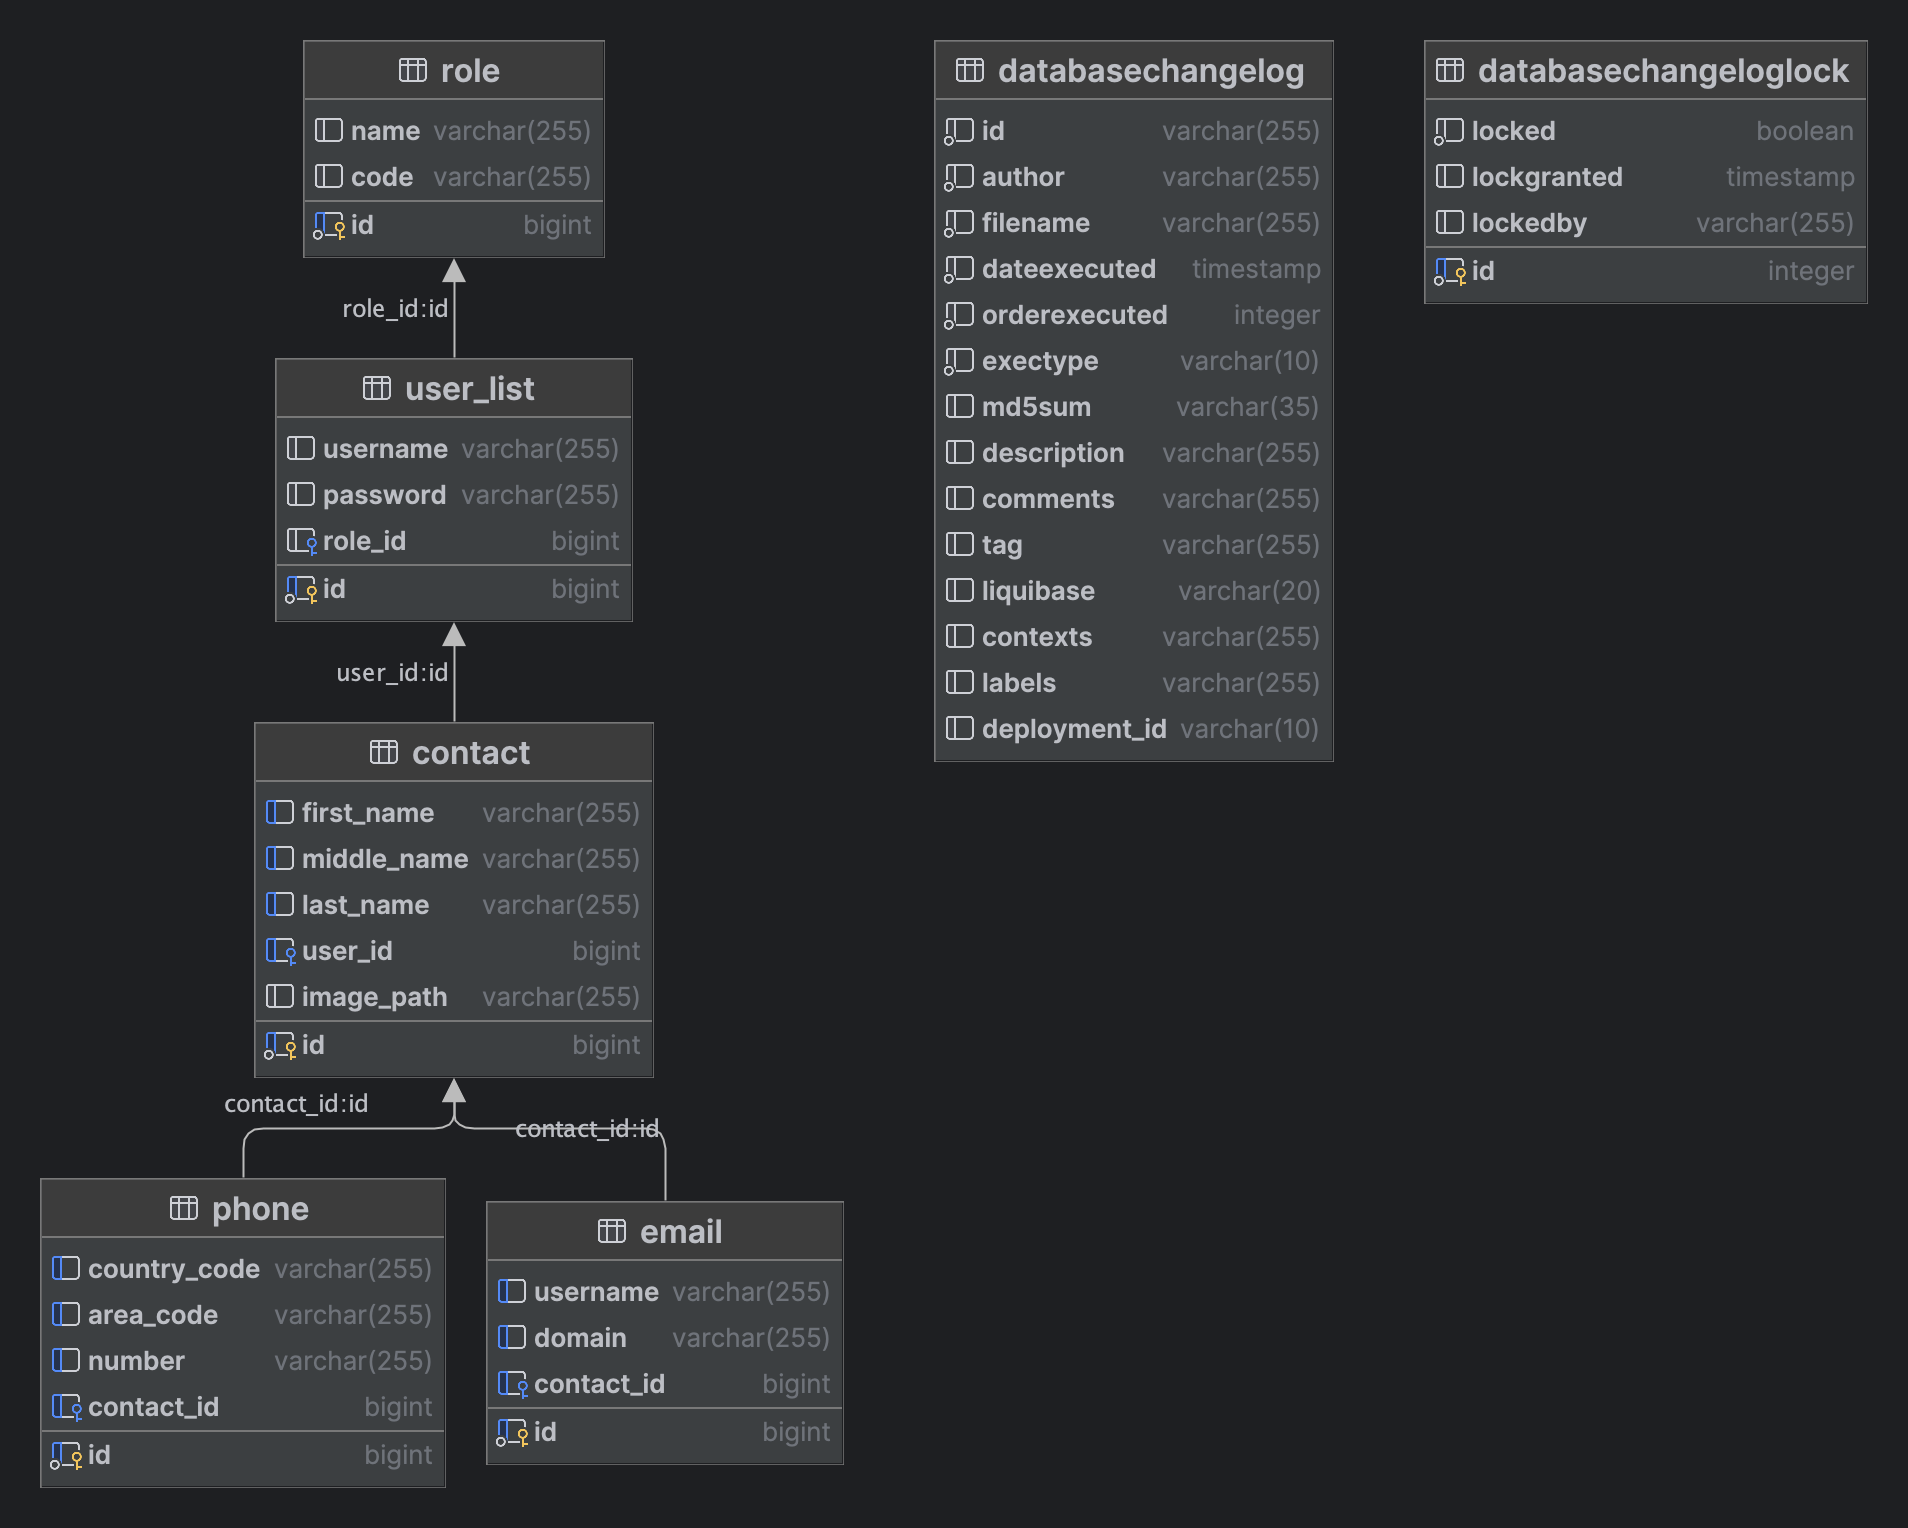 role
name varchar(255)
code varchar(255)
id bigint
role_id:id
user_list
username varchar(255)
password varchar(255)
role_id bigint
id bigint
user_id:id
contact
first_name varchar(255)
middle_name varchar(255)
last_name varchar(255)
user_id bigint
image_path varchar(255)
id bigint
contact_id:id
contact_id:id
phone
country_code varchar(255)
area_code varchar(255)
number varchar(255)
contact_id bigint
id bigint
email
username varchar(255)
domain varchar(255)
contact_id bigint
id bigint
databasechangelog
id varchar(255)
author varchar(255)
filename varchar(255)
dateexecuted timestamp
orderexecuted integer
exectype varchar(10)
md5sum varchar(35)
description varchar(255)
comments varchar(255)
tag varchar(255)
liquibase varchar(20)
contexts varchar(255)
labels varchar(255)
deployment_id varchar(10)
databasechangeloglock
locked boolean
lockgranted timestamp
lockedby varchar(255)
id integer